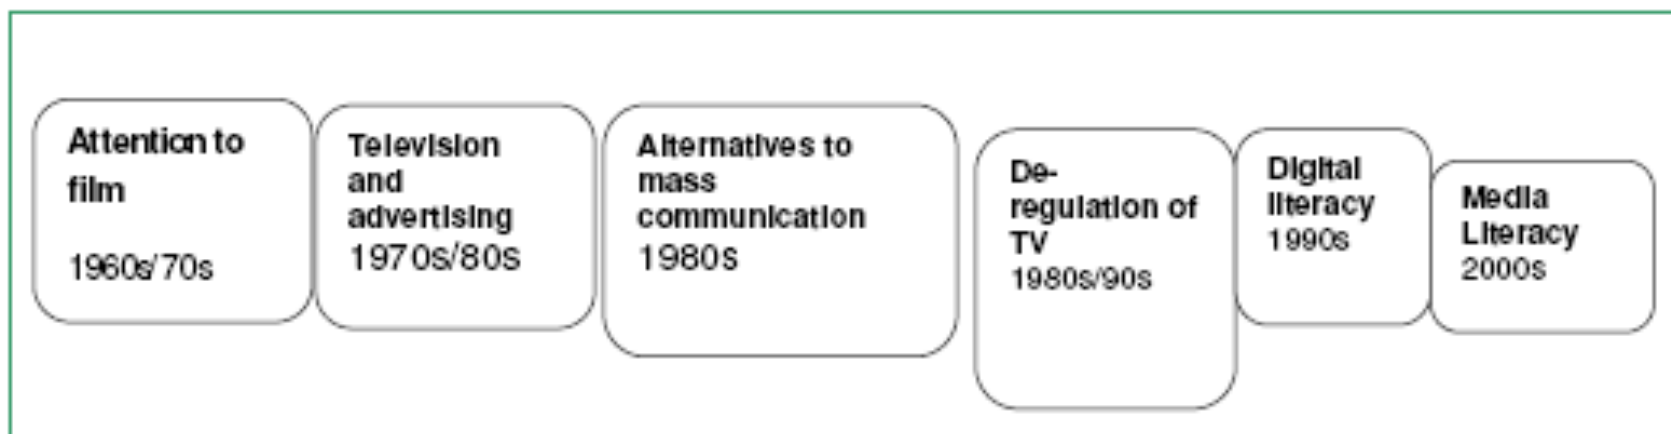 Attention to
film
1960s/70s
Television
and
advertising
1970s/80s
Alternatives to
mass
communication
1980s
De-
regulation of
TV
1980s/90s
Digital
literacy
1990s
Media
Literacy
2000s